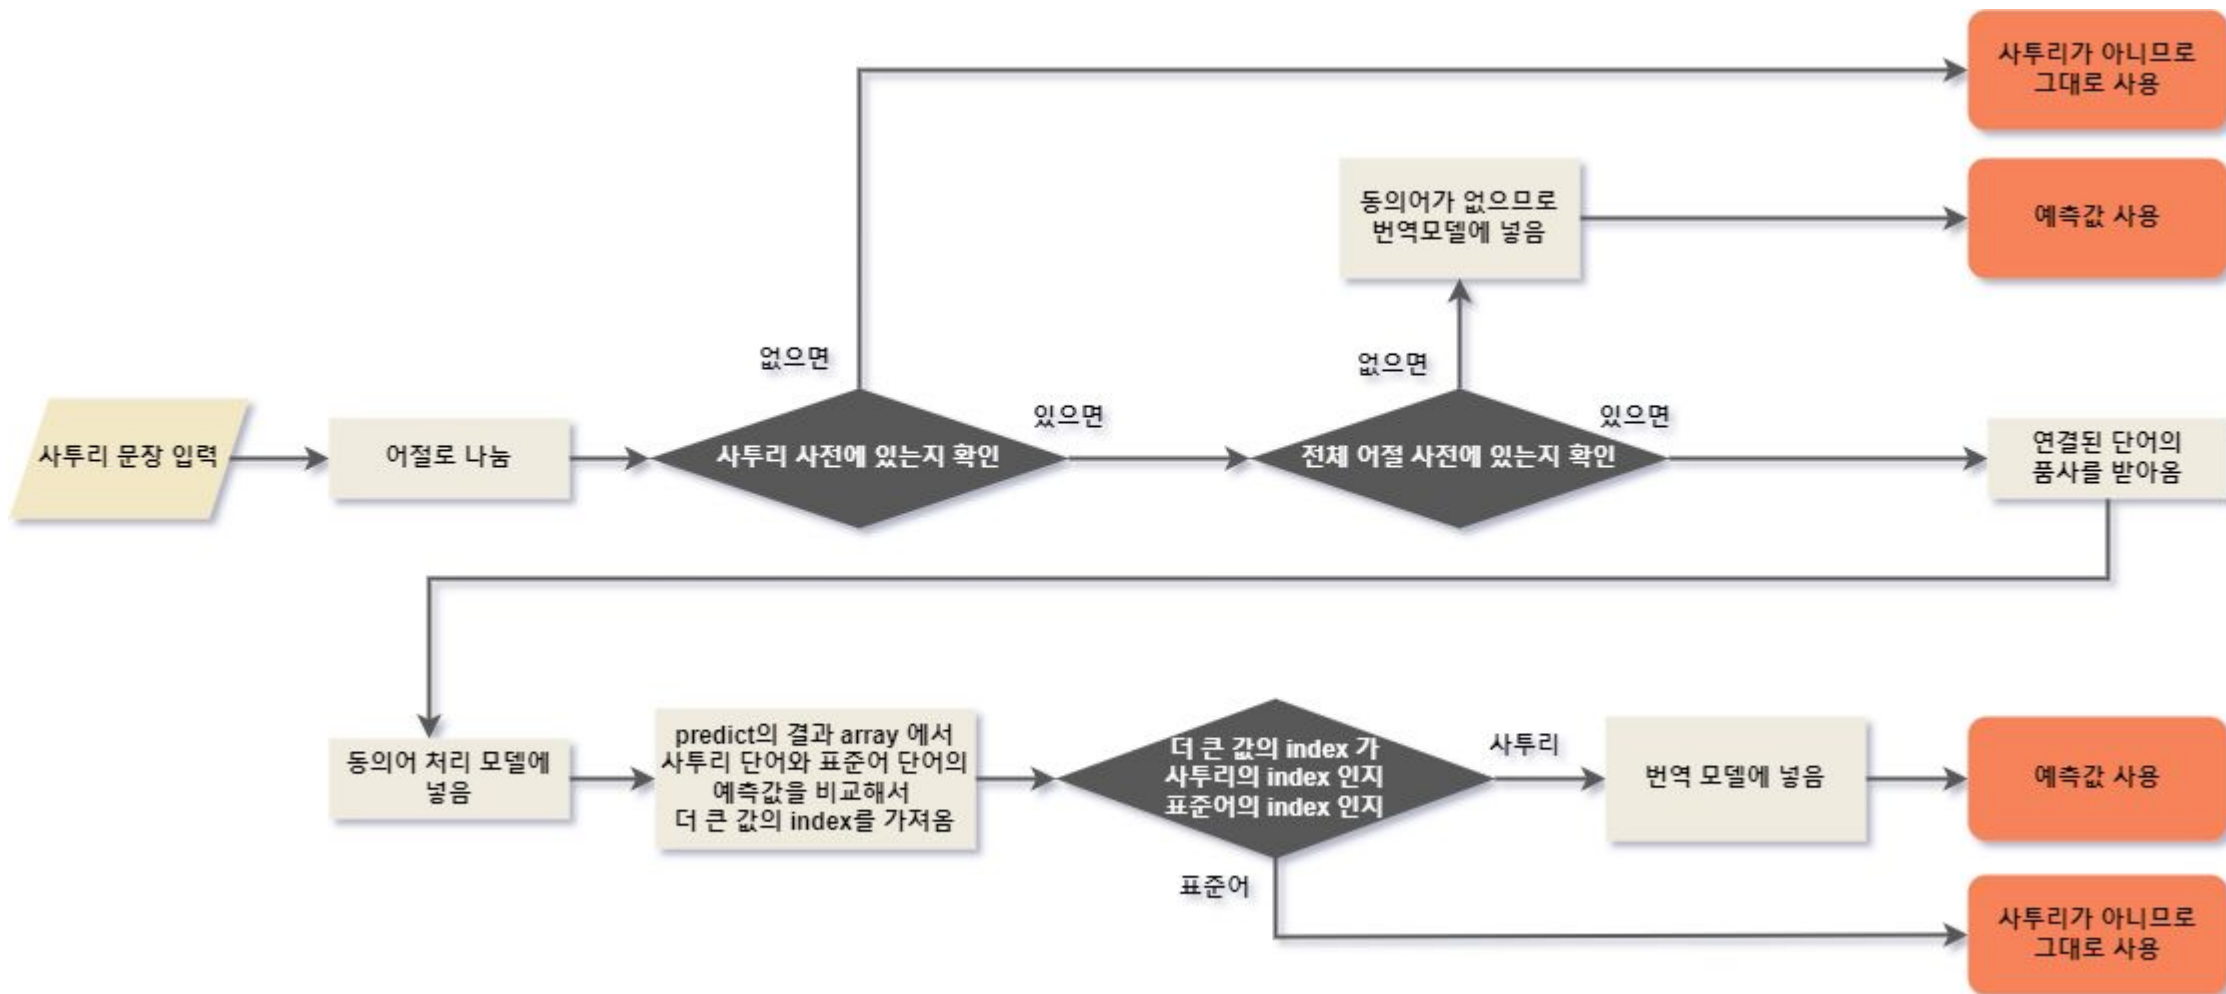 사투리가 아니므로
그대로 사용
동의어가 없으므로
번역모델에 넣음
예측값 사용
없으면
없으면
있으면
있으면
사투리 문장 입력
어절로 나눔
사투리 사전에 있는지 확인
전체 어절 사전에 있는지 확인
연결된 단어의
품사를 받아옴
동의어 처리 모델에
넣음
predict의 결과 array 에서
사투리 단어와 표준어 단어의
예측값을 비교해서
더 큰 값의 index를 가져옴
더 큰 값의 index 가
사투리의 index 인지
표준어의 index 인지
사투리
번역 모델에 넣음
예측값 사용
표준어
사투리가 아니므로
그대로 사용